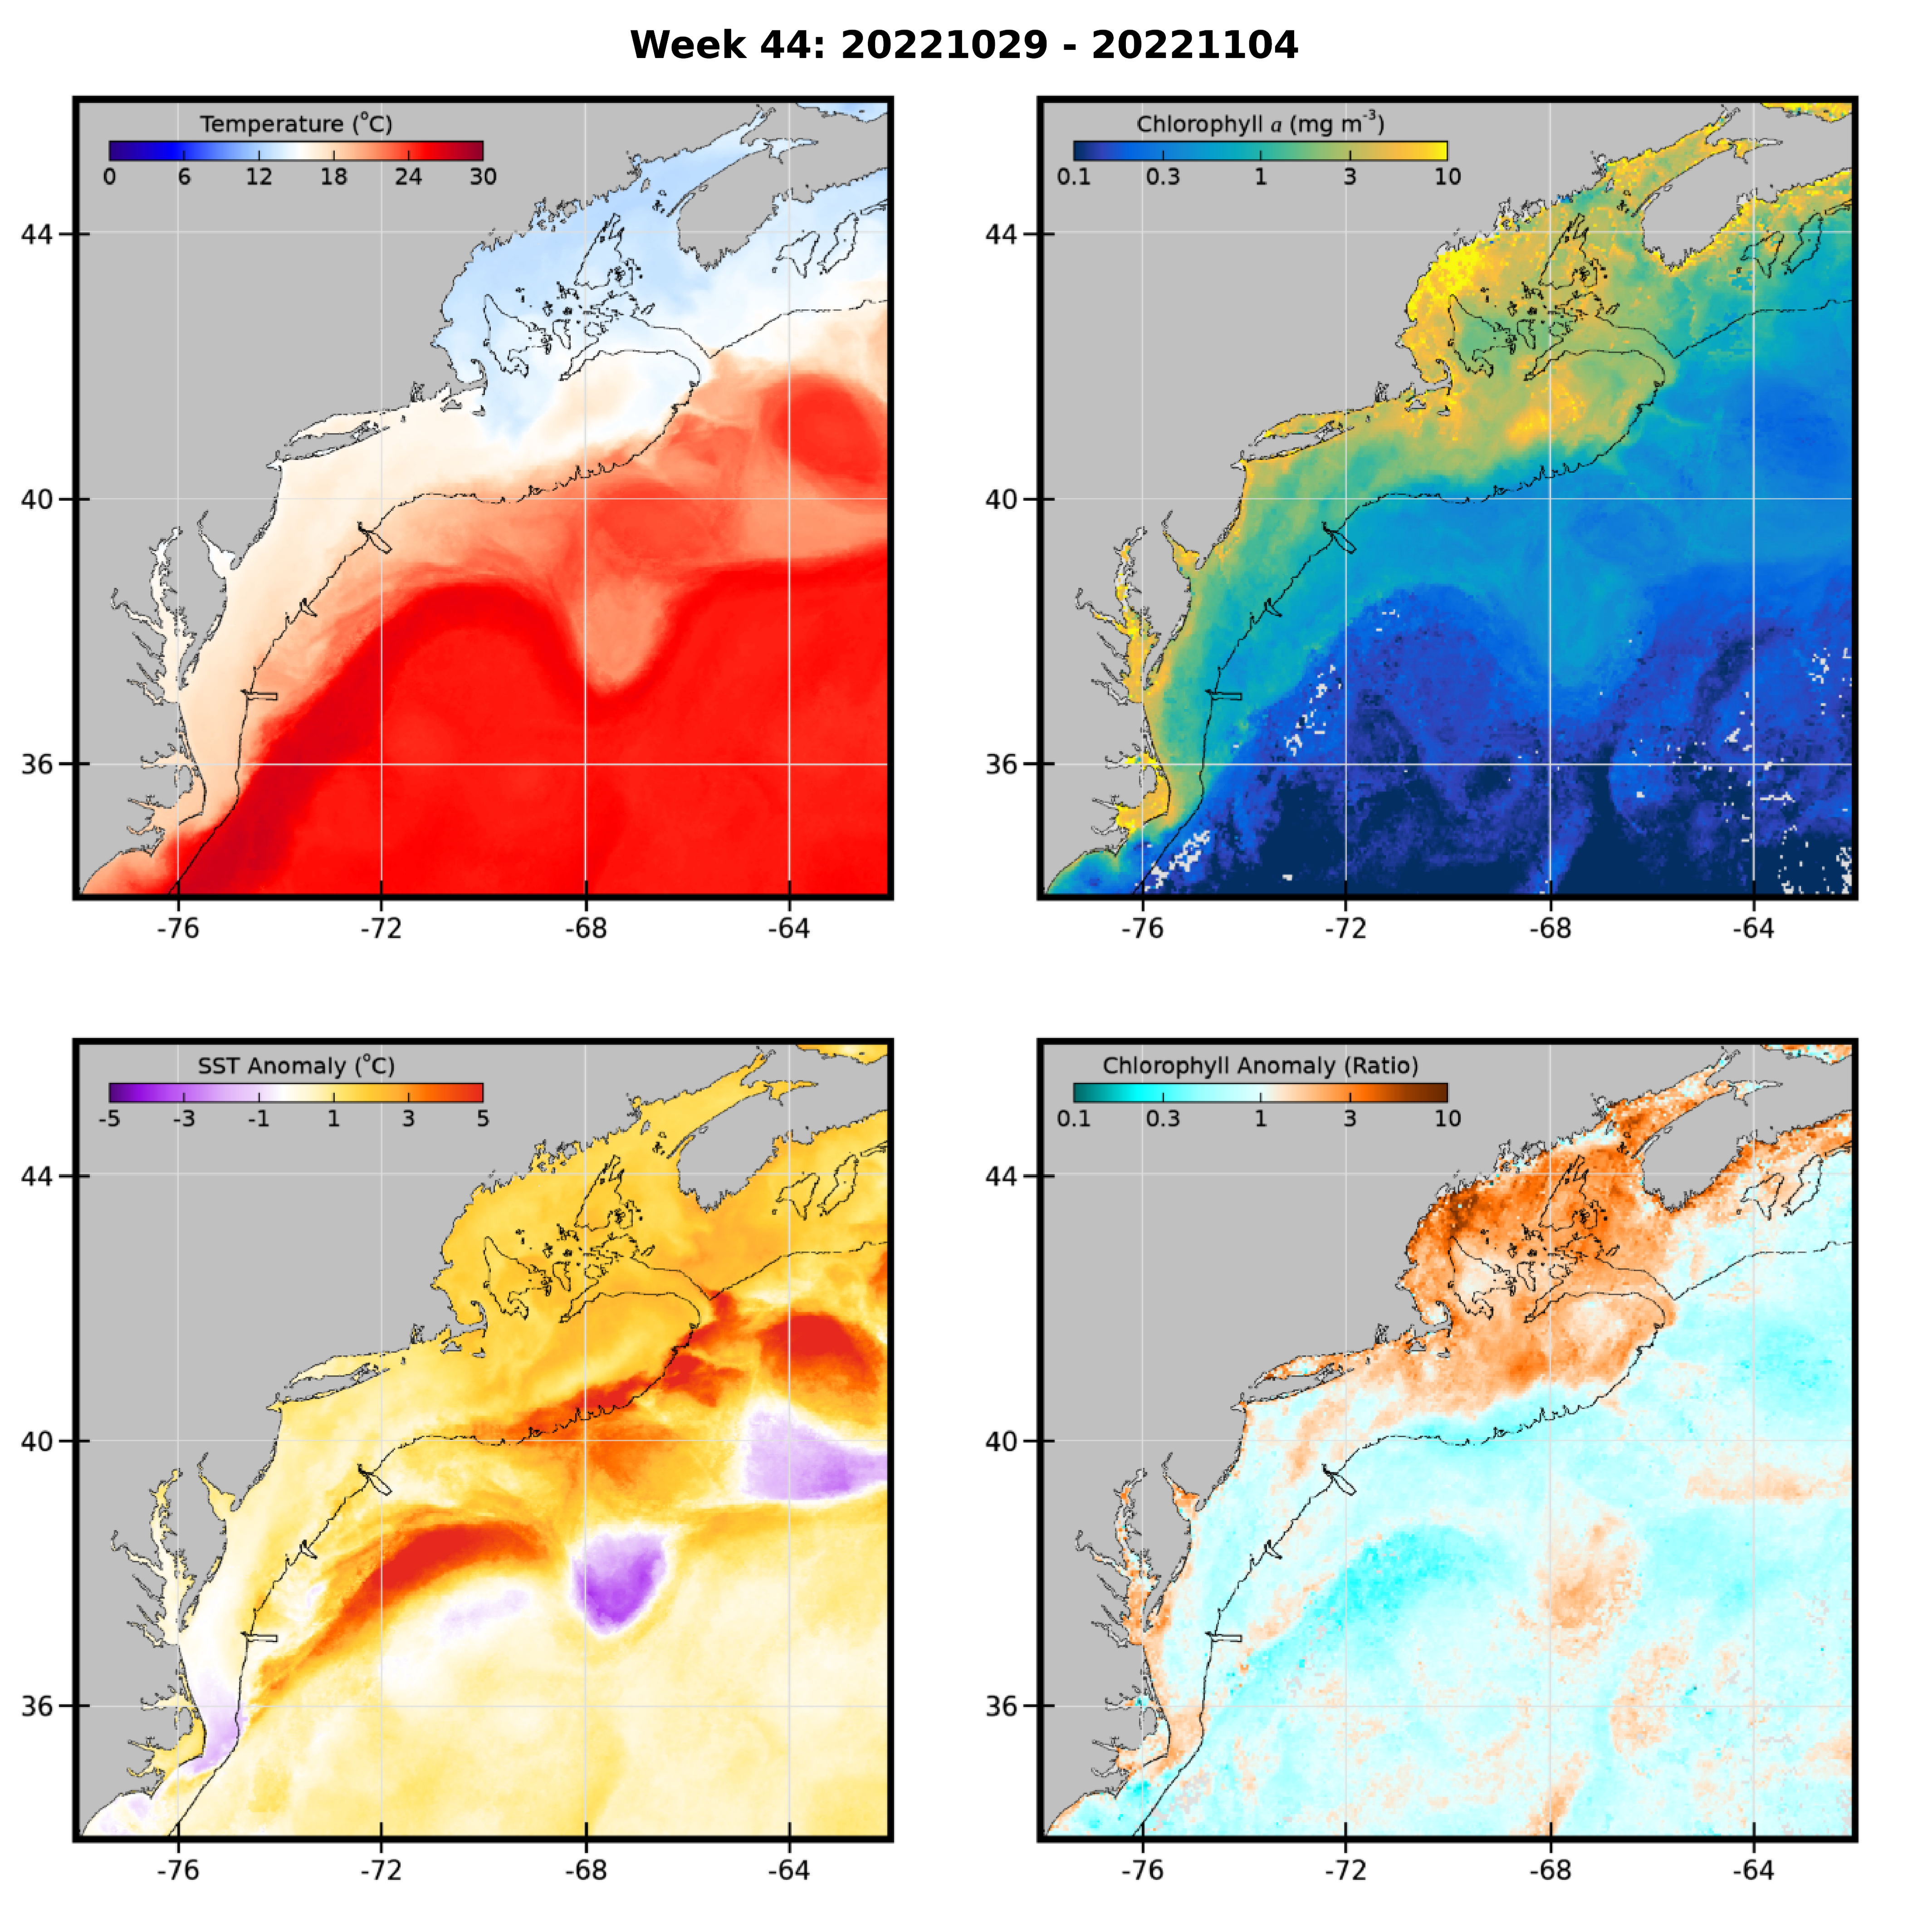 Week 44: 20221029 - 20221104
Temperature (°C)
0 6 12 18 24 30
44
40
36
-76 -72 -68 -64
Chlorophyll a (mg m⁻³)
0.1 0.3 1 3 10
44
40
36
-76 -72 -68 -64
SST Anomaly (°C)
-5 -3 -1 1 3 5
44
40
36
-76 -72 -68 -64
Chlorophyll Anomaly (Ratio)
0.1 0.3 1 3 10
44
40
36
-76 -72 -68 -64